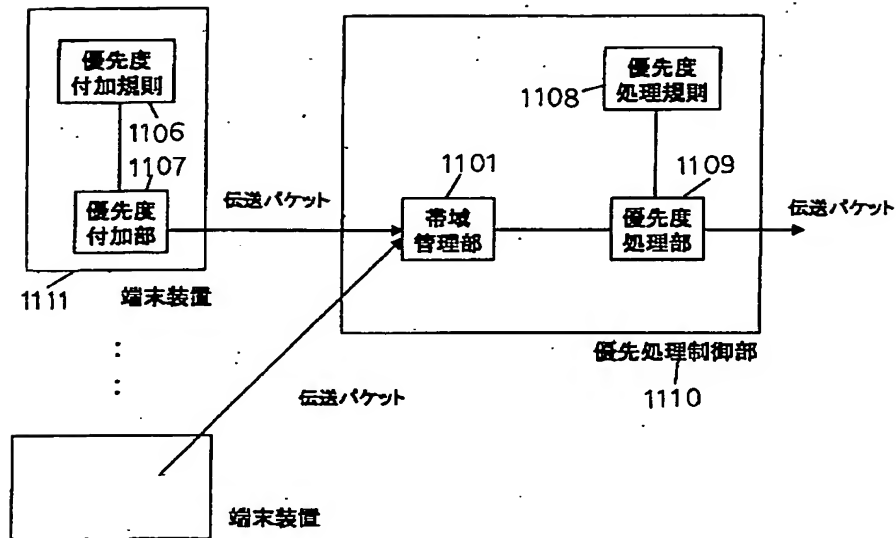 優先度
付加規則
1106
1107
優先度
付加部
1111
端末装置
伝送パケット
優先度
処理規則
1108
1101
帯域
管理部
1109
優先度
処理部
伝送パケット
優先処理制御部
1110
伝送パケット
端末装置